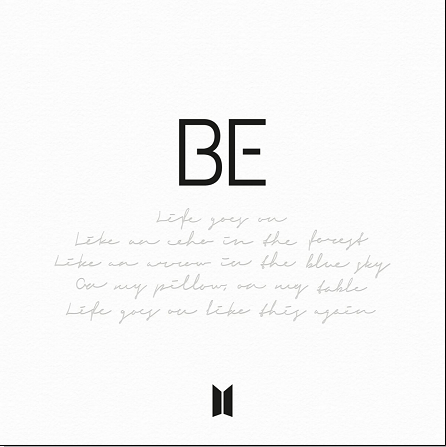 BE
Life goes on
Like an echo in the forest
Like an arrow in the blue sky
On my pillow, on my table
Life goes on like this again